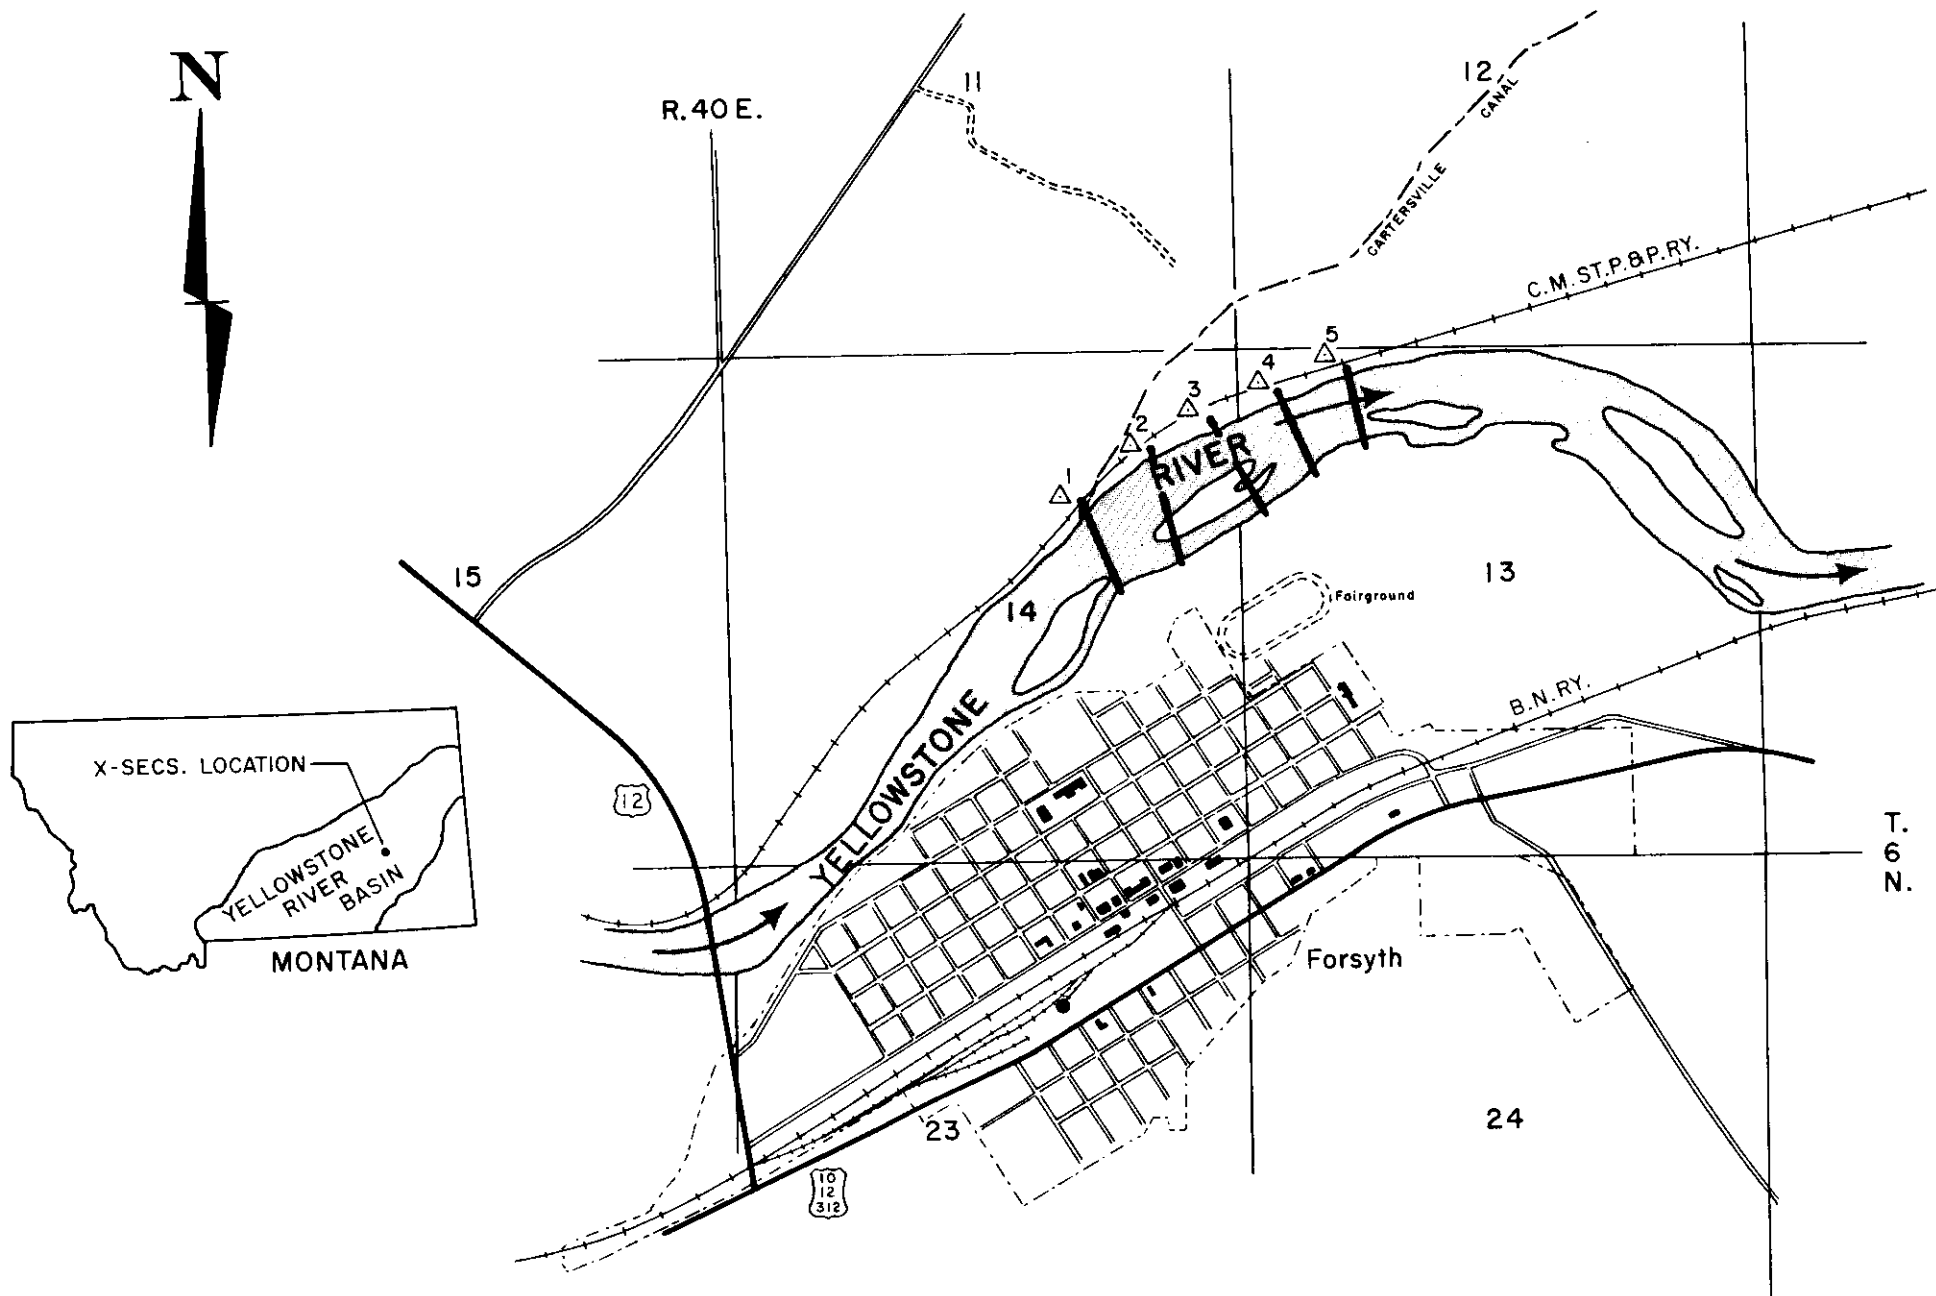 N
R. 40 E.
11
12
CANAL
CARTERSVILLE
C.M. ST. P. & P. RY.
5
4
3
2
1
RIVER
15
14
13
Fairground
YELLOWSTONE
B.N. RY.
X-SECS. LOCATION
12
YELLOWSTONE
RIVER
BASIN
MONTANA
T.
6
N.
Forsyth
23
24
10
12
312